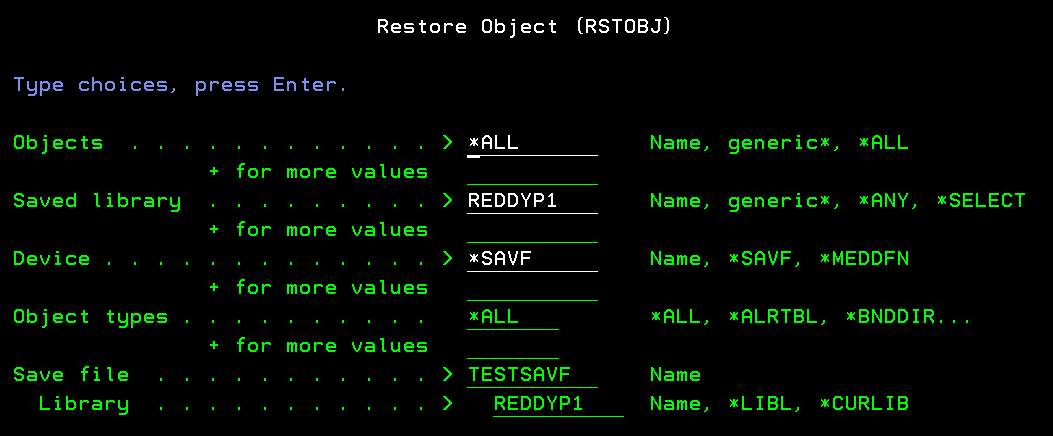 Restore Object (RSTOBJ)
Type choices, press Enter.
Objects . . . . . . . . . . . . > *ALL Name, generic*, *ALL
+ for more values
Saved library . . . . . . . . . > REDDYP1 Name, generic*, *ANY, *SELECT
+ for more values
Device . . . . . . . . . . . . . > *SAVF Name, *SAVF, *MEDDFN
+ for more values
Object types . . . . . . . . . . *ALL *ALL, *ALRTBL, *BNDDIR...
+ for more values
Save file . . . . . . . . . . . > TESTSAVF Name
Library . . . . . . . . . . . > REDDYP1 Name, *LIBL, *CURLIB